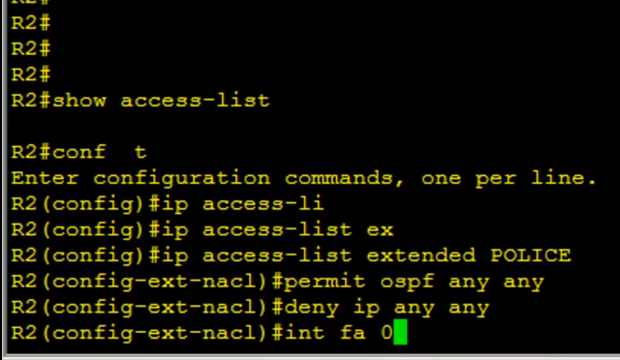 R2#
R2#
R2#
R2#
R2#show access-list
R2#conf  t
Enter configuration commands, one per line.
R2(config)#ip access-li
R2(config)#ip access-list ex
R2(config)#ip access-list extended POLICE
R2(config-ext-nacl)#permit ospf any any
R2(config-ext-nacl)#deny ip any any
R2(config-ext-nacl)#int fa 0